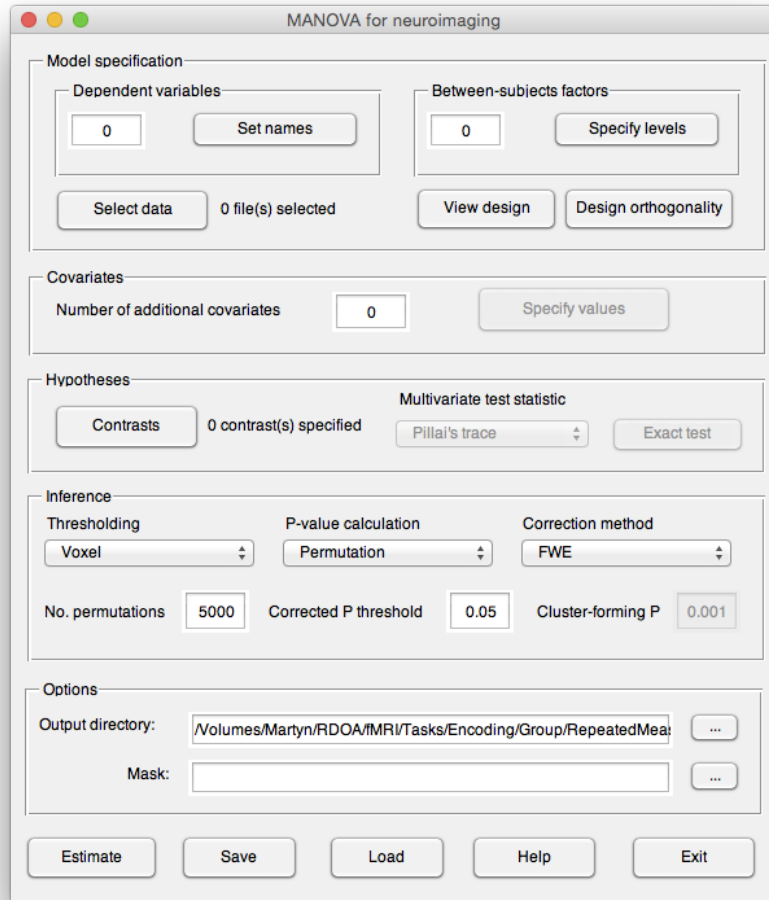 MANOVA for neuroimaging
Model specification
Dependent variables
Between-subjects factors
0
Set names
0
Specify levels
Select data
0 file(s) selected
View design
Design orthogonality
Covariates
Number of additional covariates
0
Specify values
Hypotheses
Contrasts
0 contrast(s) specified
Multivariate test statistic
Pillai's trace
Exact test
Inference
Thresholding
P-value calculation
Correction method
Voxel
Permutation
FWE
No. permutations
5000
Corrected P threshold
0.05
Cluster-forming P
0.001
Options
Output directory:
/Volumes/Martyn/RDOA/fMRI/Tasks/Encoding/Group/RepeatedMeas
...
Mask:
...
Estimate
Save
Load
Help
Exit